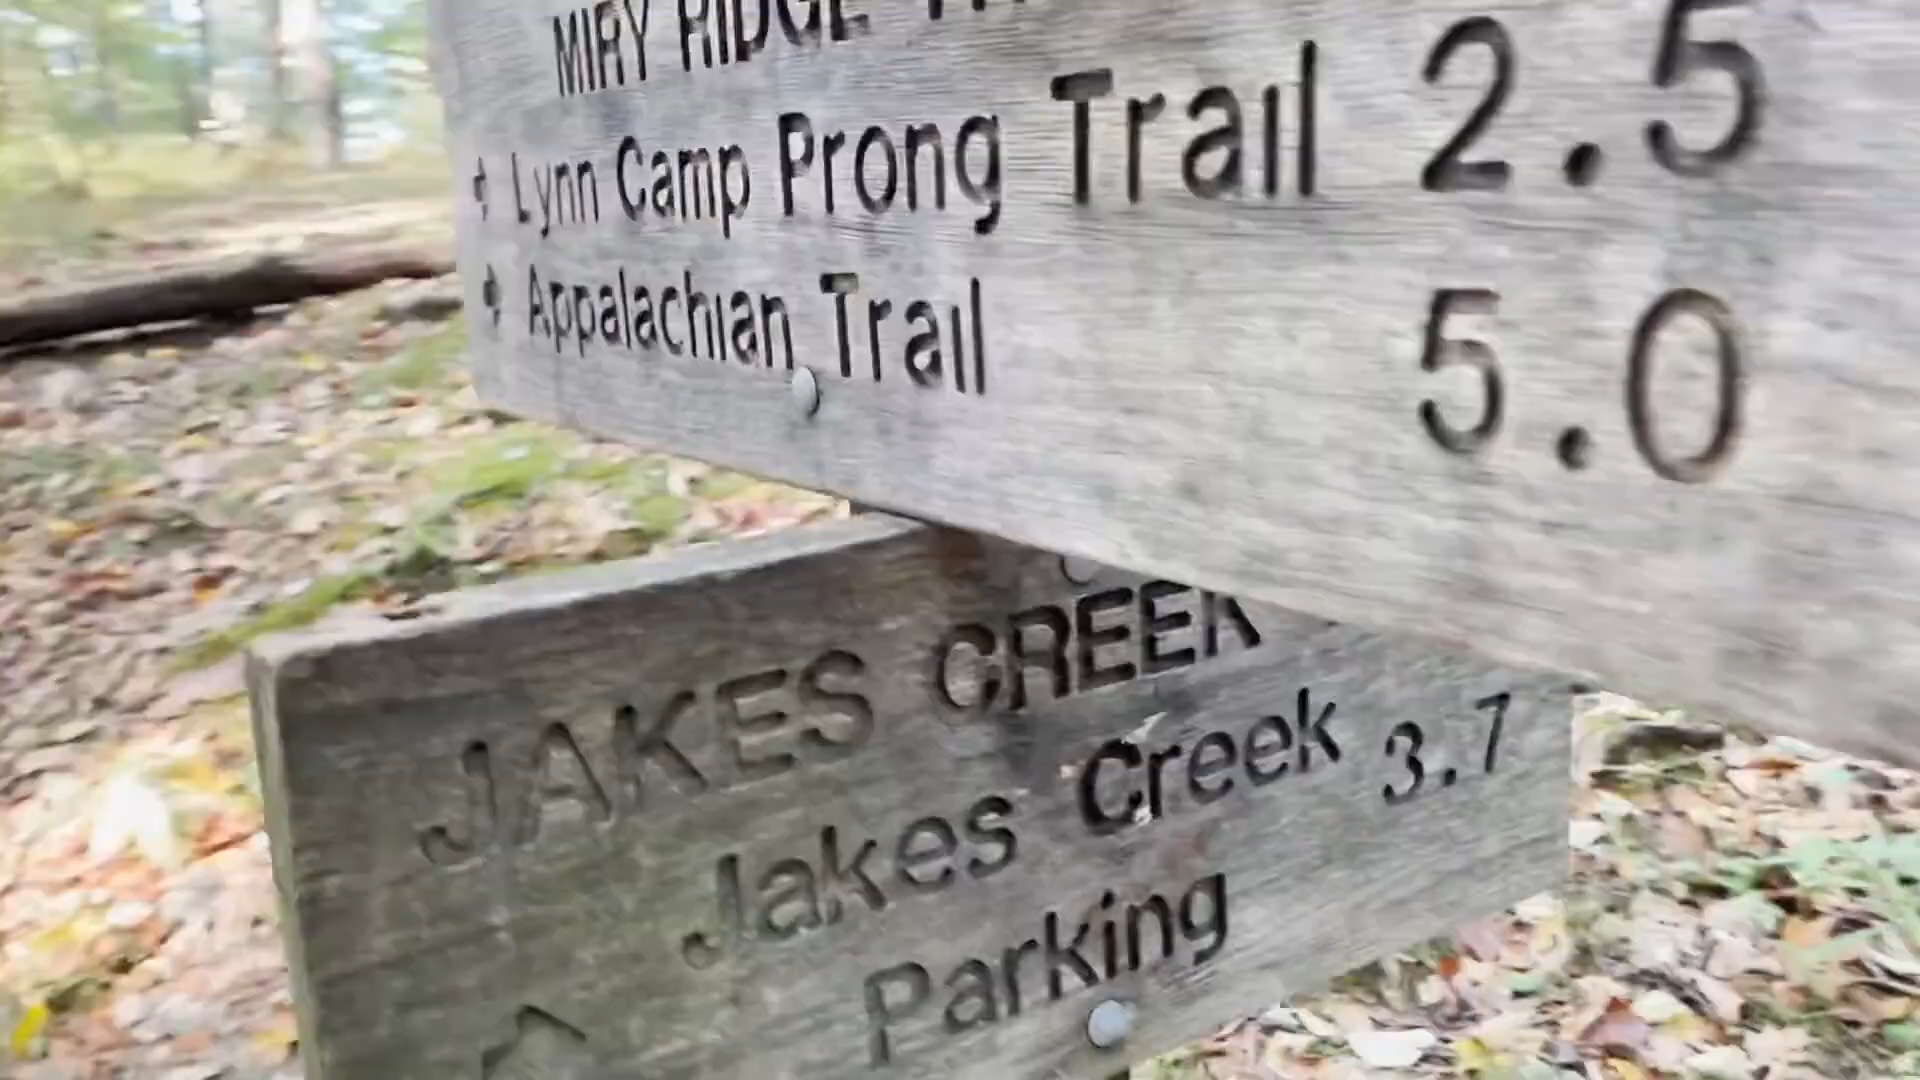 MIRY RIDGE
Lynn Camp Prong Trail 2.5
Appalachian Trail 5.0
JAKES CREEK
Jakes Creek 3.7
Parking